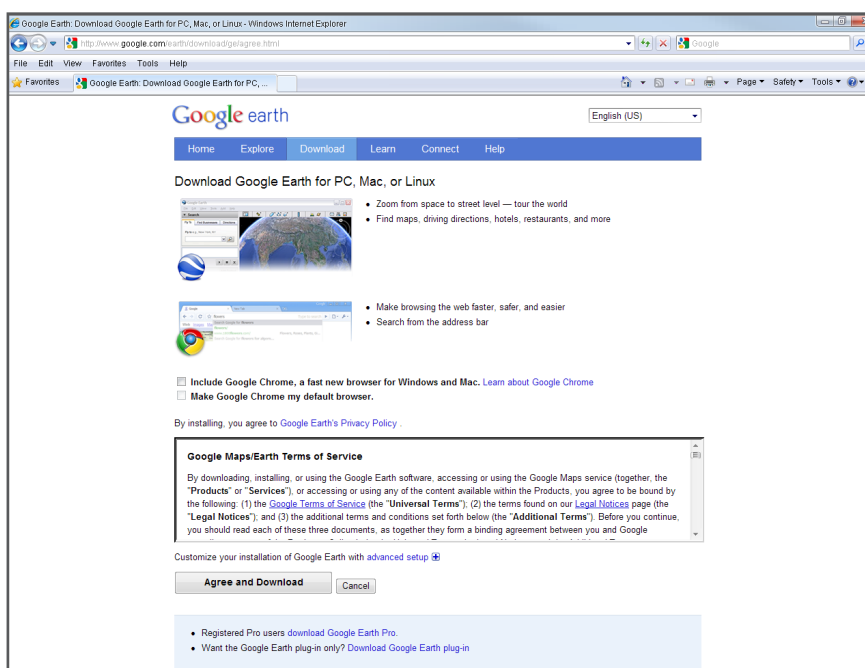 Google Earth: Download Google Earth for PC, Mac, or Linux - Windows Internet Explorer
http://www.google.com/earth/download/ge/agree.html
Google
File Edit View Favorites Tools Help
Favorites Google Earth: Download Google Earth for PC, ... Page Safety Tools
Google earth
English (US)
Home Explore Download Learn Connect Help
Download Google Earth for PC, Mac, or Linux
• Zoom from space to street level — tour the world
• Find maps, driving directions, hotels, restaurants, and more
• Make browsing the web faster, safer, and easier
• Search from the address bar
Include Google Chrome, a fast new browser for Windows and Mac. Learn about Google Chrome
Make Google Chrome my default browser.
By installing, you agree to Google Earth's Privacy Policy .
Google Maps/Earth Terms of Service
By downloading, installing, or using the Google Earth software, accessing or using the Google Maps service (together, the
"Products" or "Services"), or accessing or using any of the content available within the Products, you agree to be bound by
the following: (1) the Google Terms of Service (the "Universal Terms"); (2) the terms found on our Legal Notices page (the
"Legal Notices"); and (3) the additional terms and conditions set forth below (the "Additional Terms"). Before you continue,
you should read each of these three documents, as together they form a binding agreement between you and Google
Customize your installation of Google Earth with advanced setup
Agree and Download Cancel
• Registered Pro users download Google Earth Pro.
• Want the Google Earth plug-in only? Download Google Earth plug-in